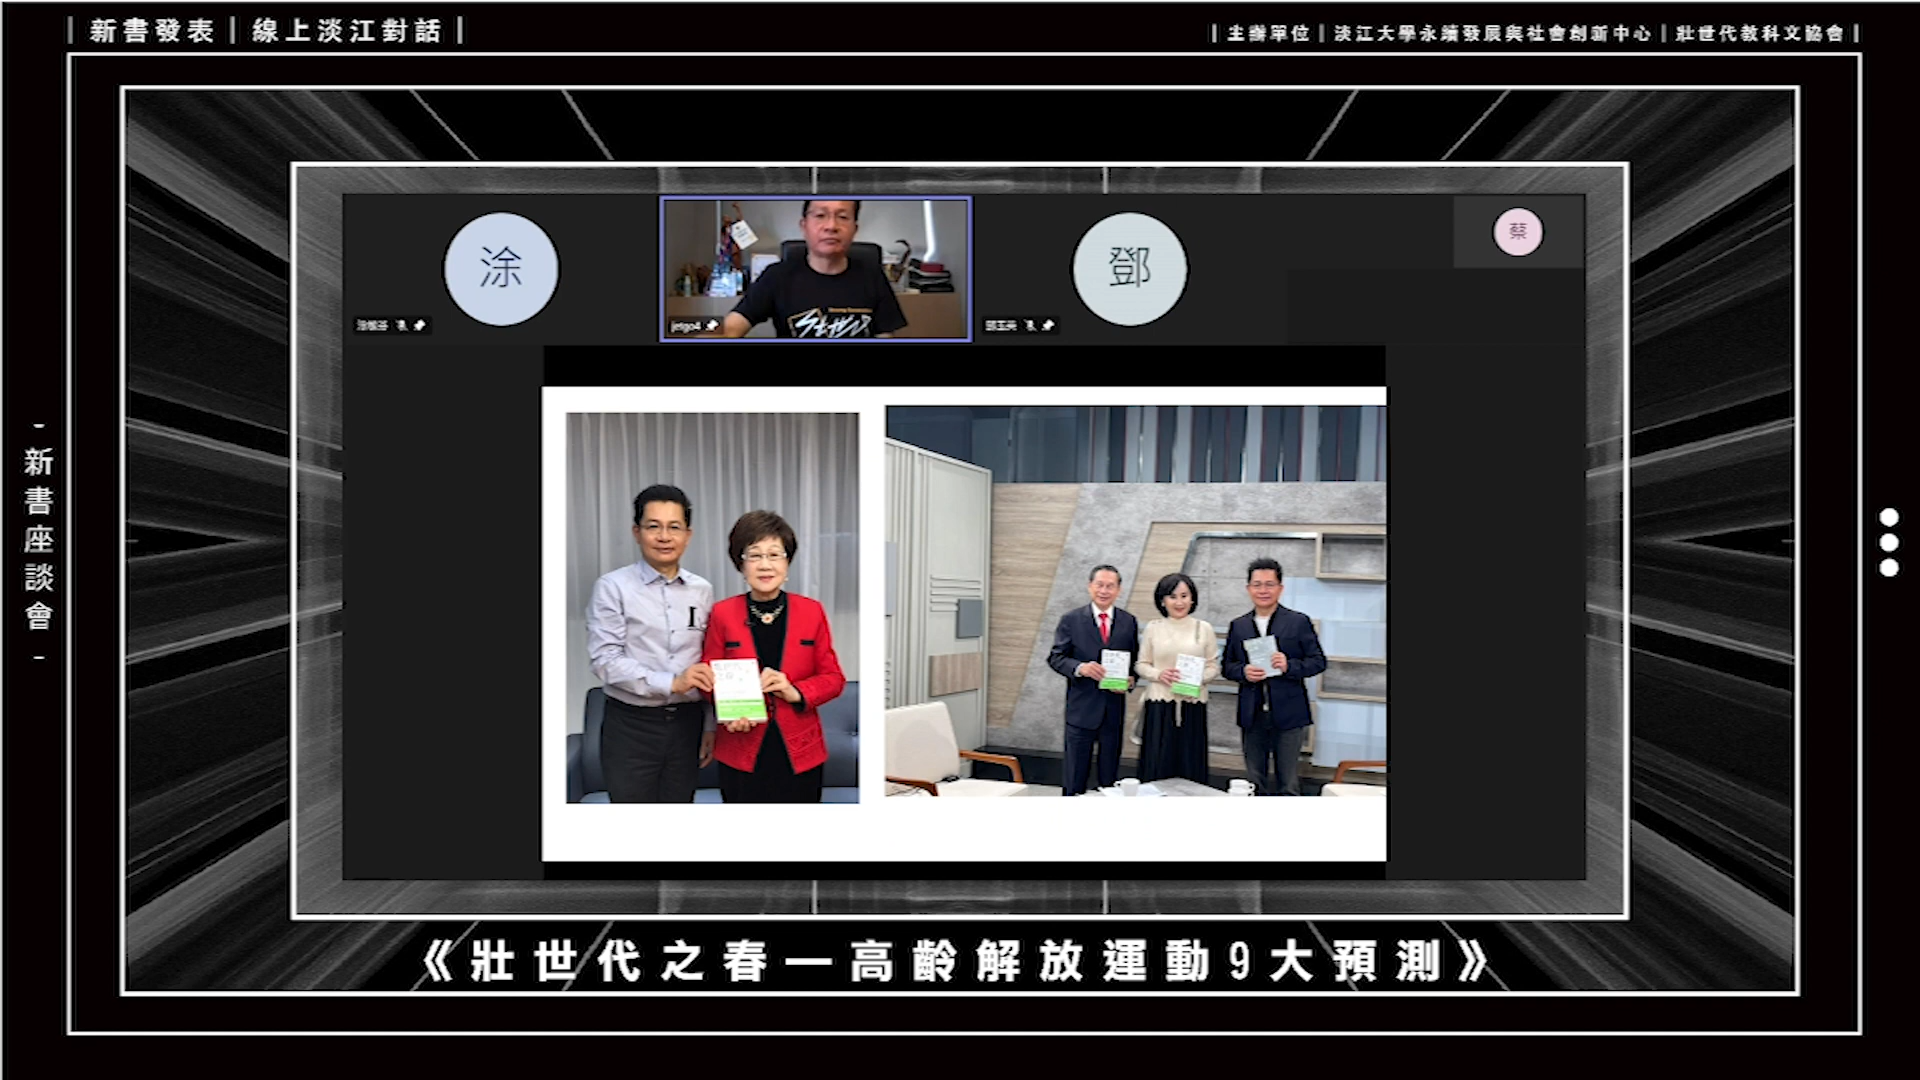 ｜新書發表｜線上淡江對話｜
｜主辦單位｜淡江大學永續發展與社會創新中心｜壯世代教科文協會｜
涂
鄧
蔡
jetgo4
- 新書座談會 -
《壯世代之春—高齡解放運動9大預測》